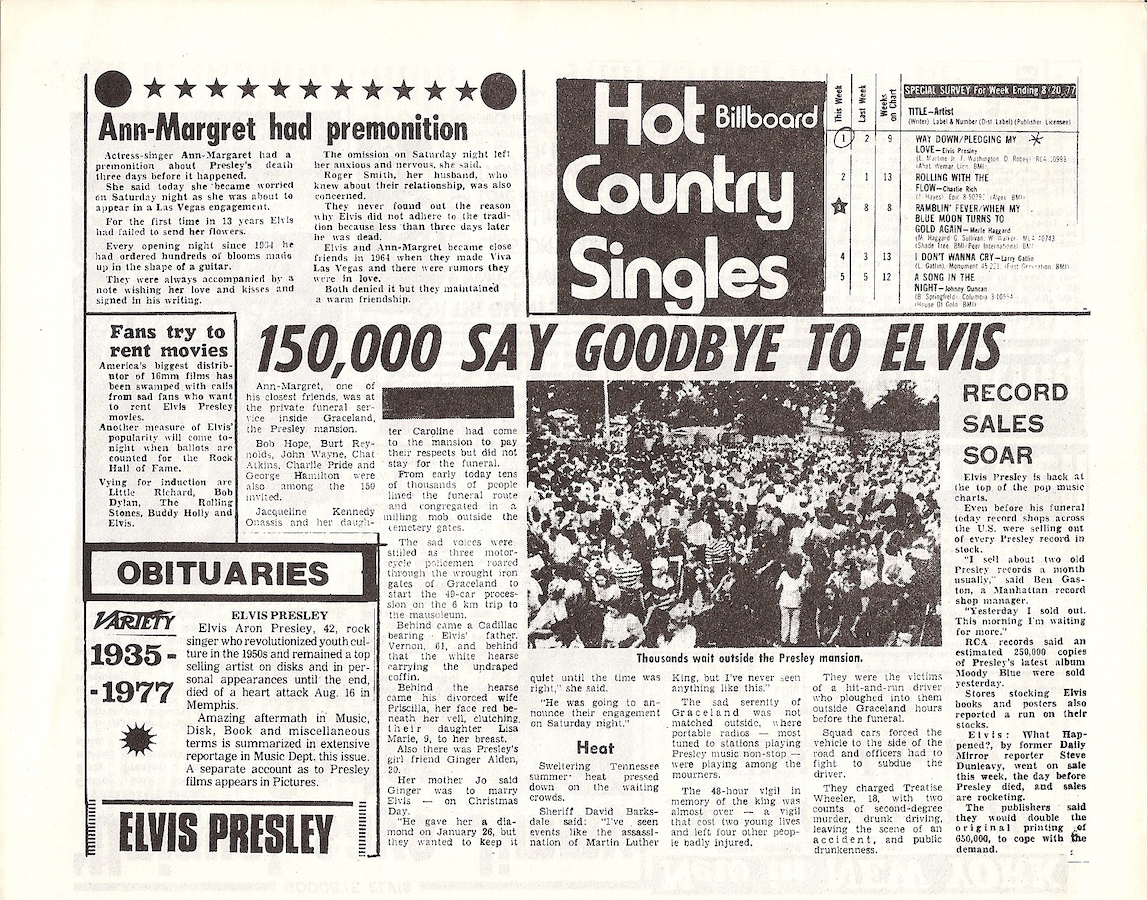 Ann-Margret had premonition
Actress-singer Ann-Margaret had a
premonition about Presley's death
three days before it happened.
She said today she became worried
on Saturday night as she was about to
appear in a Las Vegas engagement.
For the first time in 13 years Elvis
had failed to send her flowers.
Every opening night since 1964 he
had ordered hundreds of blooms made
up in the shape of a guitar.
They were always accompanied by a
note wishing her love and kisses and
signed in his writing.
The omission on Saturday night left
her anxious and nervous, she said.
Roger Smith, her husband, who
knew about their relationship, was also
concerned.
They never found out the reason
why Elvis did not adhere to the tradi-
tion because less than three days later
he was dead.
Elvis and Ann-Margret became close
friends in 1964 when they made Viva
Las Vegas and there were rumors they
were in love.
Both denied it but they maintained
a warm friendship.
Hot Billboard
Country
Singles
This Week
Last Week
Weeks on Chart
SPECIAL SURVEY For Week Ending 8/20/77
TITLE—Artist
(Writer), Label & Number (Dist. Label) (Publisher, Licensee)
1 2 9 WAY DOWN/PLEDGING MY
LOVE—Elvis Presley
2 1 13 ROLLING WITH THE
FLOW—Charlie Rich
8 8 RAMBLIN' FEVER/WHEN MY
BLUE MOON TURNS TO
GOLD AGAIN—Merle Haggard
4 3 13 I DON'T WANNA CRY—Larry Gatlin
5 5 12 A SONG IN THE
NIGHT—Johnny Duncan
Fans try to
rent movies
America's biggest distrib-
utor of 16mm films has
been swamped with calls
from sad fans who want
to rent Elvis Presley
movies.
Another measure of Elvis'
popularity will come to-
night when ballots are
counted for the Rock
Hall of Fame.
Vying for induction are
Little Richard, Bob
Dylan, The Rolling
Stones, Buddy Holly and
Elvis.
150,000 SAY GOODBYE TO ELVIS
Ann-Margret, one of
his closest friends, was at
the private funeral ser-
vice inside Graceland,
the Presley mansion.
Bob Hope, Burt Rey-
nolds, John Wayne, Chat
Atkins, Charlie Pride and
George Hamilton were
also among the 150
invited.
Jacqueline Kennedy
Onassis and her daugh-
ter Caroline had come
to the mansion to pay
their respects but did not
stay for the funeral.
From early today tens
of thousands of people
lined the funeral route
and congregated in a
milling mob outside the
cemetery gates.
The sad voices were
stilled as three motor-
cycle policemen roared
through the wrought iron
gates of Graceland to
start the 49-car proces-
sion on the 6 km trip to
the mausoleum.
Behind came a Cadillac
bearing Elvis' father,
Vernon, 61, and behind
that the white hearse
carrying the undraped
coffin.
Behind the hearse
came his divorced wife
Priscilla, her face red be-
neath her veil, clutching
their daughter Lisa
Marie, 9, to her breast.
Also there was Presley's
girl friend Ginger Alden,
20.
Her mother Jo said
Ginger was to marry
Elvis — on Christmas
Day.
"He gave her a dia-
mond on January 26, but
they wanted to keep it
Thousands wait outside the Presley mansion.
quiet until the time was
right," she said.
"He was going to an-
nounce their engagement
on Saturday night."
Heat
Sweltering Tennessee
summer heat pressed
down on the waiting
crowds.
Sheriff David Barks-
dale said: "I've seen
events like the assassi-
nation of Martin Luther
King, but I've never seen
anything like this."
The sad serenity of
Graceland was not
matched outside, where
portable radios — most
tuned to stations playing
Presley music non-stop —
were playing among the
mourners.
The 48-hour vigil in
memory of the king was
almost over — a vigil
that cost two young lives
and left four other peop-
le badly injured.
They were the victims
of a hit-and-run driver
who ploughed into them
outside Graceland hours
before the funeral.
Squad cars forced the
vehicle to the side of the
road and officers had to
fight to subdue the
driver.
They charged Treatise
Wheeler, 18, with two
counts of second-degree
murder, drunk driving,
leaving the scene of an
accident, and public
drunkenness.
RECORD
SALES
SOAR
Elvis Presley is back at
the top of the pop music
charts.
Even before his funeral
today record shops across
the U.S. were selling out
of every Presley record in
stock.
"I sell about two old
Presley records a month
usually," said Ben Gas-
ton, a Manhattan record
shop manager.
"Yesterday I sold out.
This morning I'm waiting
for more."
RCA records said an
estimated 250,000 copies
of Presley's latest album
Moody Blue were sold
yesterday.
Stores stocking Elvis
books and posters also
reported a run on their
stocks.
Elvis: What Hap-
pened?, by former Daily
Mirror reporter Steve
Dunleavy, went on sale
this week, the day before
Presley died, and sales
are rocketing.
The publishers said
they would double the
original printing of
650,000, to cope with the
demand.
OBITUARIES
VARIETY
1935-
-1977
ELVIS PRESLEY
Elvis Aron Presley, 42, rock
singer who revolutionized youth cul-
ture in the 1950s and remained a top
selling artist on disks and in per-
sonal appearances until the end,
died of a heart attack Aug. 16 in
Memphis.
Amazing aftermath in Music,
Disk, Book and miscellaneous
terms is summarized in extensive
reportage in Music Dept. this issue.
A separate account as to Presley
films appears in Pictures.
ELVIS PRESLEY